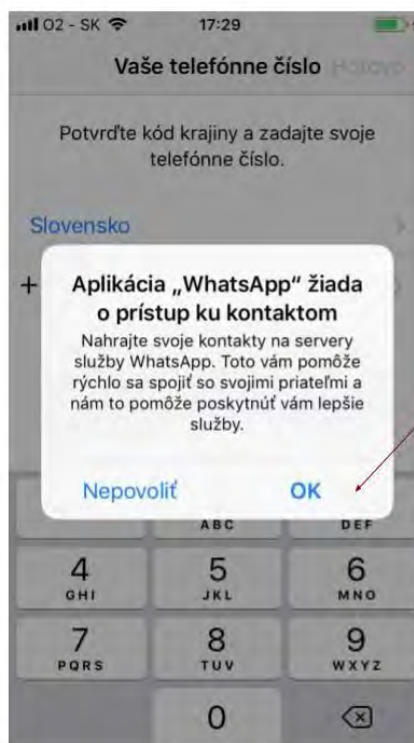 O2 - SK 17:29
Vaše telefónne číslo Hotovo
Potvrďte kód krajiny a zadajte svoje
telefónne číslo.
Slovensko
+
Aplikácia „WhatsApp“ žiada
o prístup ku kontaktom
Nahrajte svoje kontakty na servery
služby WhatsApp. Toto vám pomôže
rýchlo sa spojiť so svojimi priateľmi a
nám to pomôže poskytnúť vám lepšie
služby.
Nepovoliť OK
ABC DEF
4 5 6
GHI JKL MNO
7 8 9
PQRS TUV WXYZ
0